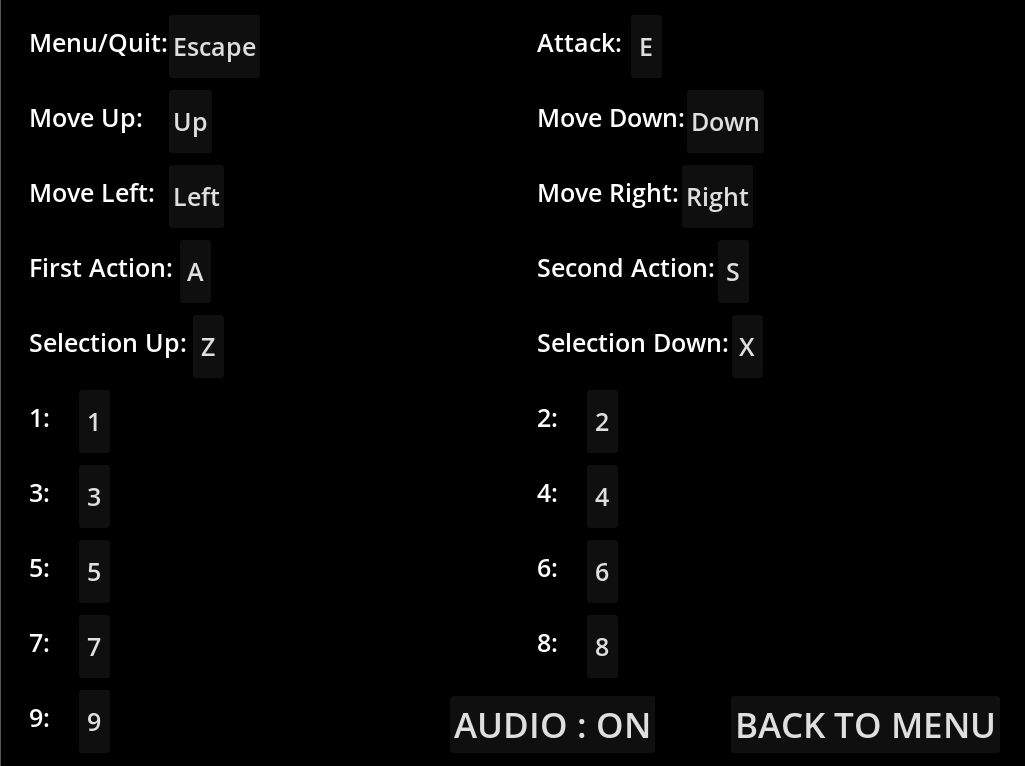 Menu/Quit: Escape Attack: E
Move Up: Up Move Down: Down
Move Left: Left Move Right: Right
First Action: A Second Action: S
Selection Up: Z Selection Down: X
1: 1 2: 2
3: 3 4: 4
5: 5 6: 6
7: 7 8: 8
9: 9 AUDIO : ON BACK TO MENU